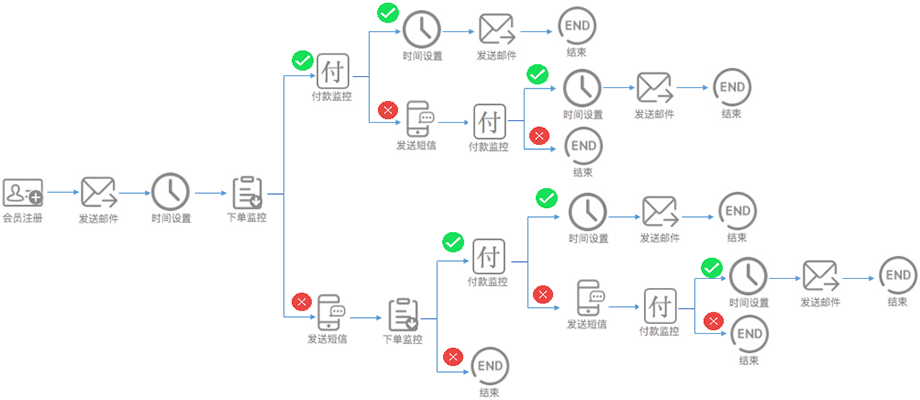 END
时间设置
发送邮件
结束
付
付款监控
END
时间设置
发送邮件
结束
发送短信
付
付款监控
END
结束
会员注册
发送邮件
时间设置
下单监控
END
时间设置
发送邮件
结束
付
付款监控
END
时间设置
发送邮件
结束
发送短信
付
付款监控
END
结束
发送短信
下单监控
END
结束